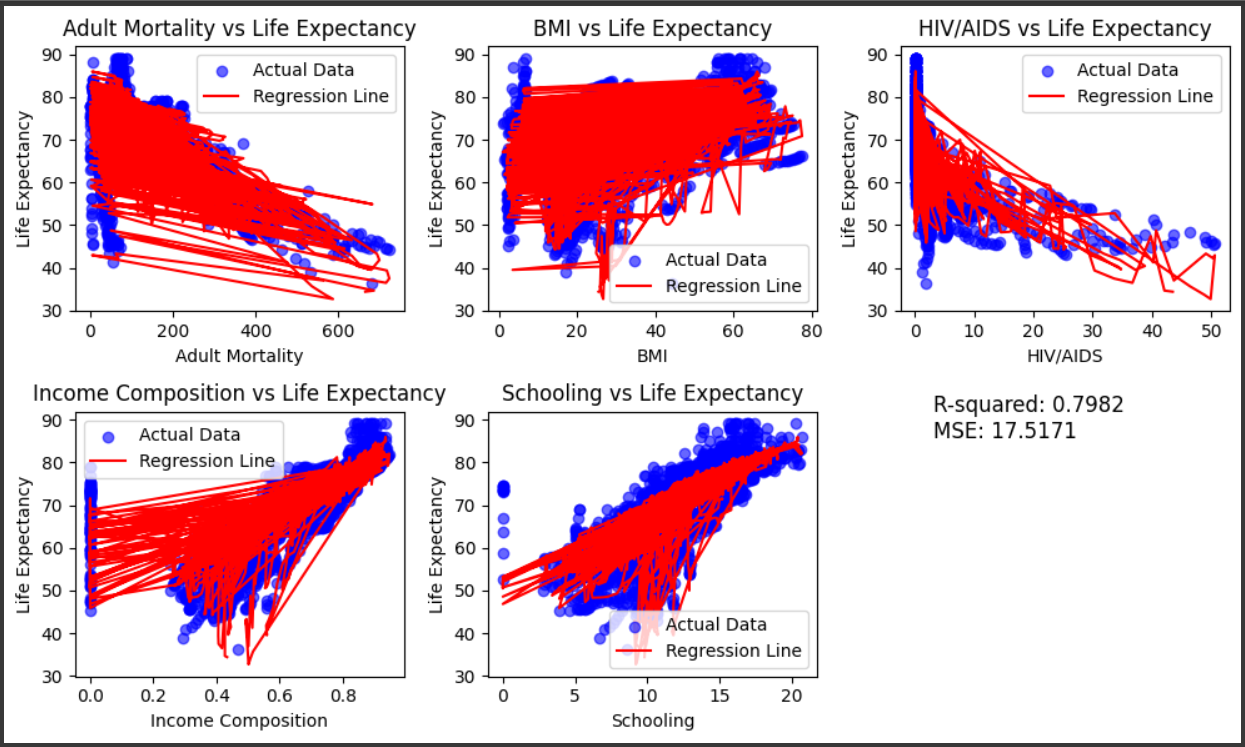 Adult Mortality vs Life Expectancy
90
80
70
60
50
40
30
Life Expectancy
Actual Data
Regression Line
0
200
400
600
Adult Mortality
BMI vs Life Expectancy
90
80
70
60
50
40
30
Life Expectancy
Actual Data
Regression Line
0
20
40
60
80
BMI
HIV/AIDS vs Life Expectancy
90
80
70
60
50
40
30
Life Expectancy
Actual Data
Regression Line
0
10
20
30
40
50
HIV/AIDS
Income Composition vs Life Expectancy
90
80
70
60
50
40
30
Life Expectancy
Actual Data
Regression Line
0.0
0.2
0.4
0.6
0.8
Income Composition
Schooling vs Life Expectancy
90
80
70
60
50
40
30
Life Expectancy
Actual Data
Regression Line
0
5
10
15
20
Schooling
R-squared: 0.7982
MSE: 17.5171